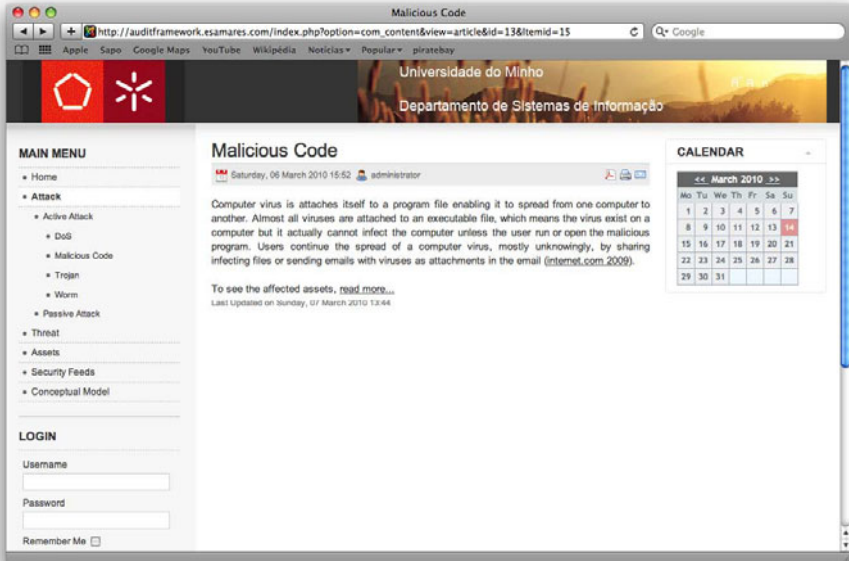 Malicious Code
http://auditframework.esamares.com/index.php?option=com_content&view=article&id=13&Itemid=15
Google
Apple Sapo Google Maps YouTube Wikipédia Notícias Popular piratebay
Universidade do Minho
Departamento de Sistemas de Informação
MAIN MENU
Home
Attack
Active Attack
DoS
Malicious Code
Trojan
Worm
Passive Attack
Threat
Assets
Security Feeds
Conceptual Model
LOGIN
Username
Password
Remember Me
Malicious Code
Saturday, 06 March 2010 15:52 administrator
Computer virus is attaches itself to a program file enabling it to spread from one computer to
another. Almost all viruses are attached to an executable file, which means the virus exist on a
computer but it actually cannot infect the computer unless the user run or open the malicious
program. Users continue the spread of a computer virus, mostly unknowingly, by sharing
infecting files or sending emails with viruses as attachments in the email (internet.com 2009).
To see the affected assets, read more...
Last Updated on Sunday, 07 March 2010 13:44
CALENDAR
<< March 2010 >>
Mo Tu We Th Fr Sa Su
1 2 3 4 5 6 7
8 9 10 11 12 13 14
15 16 17 18 19 20 21
22 23 24 25 26 27 28
29 30 31